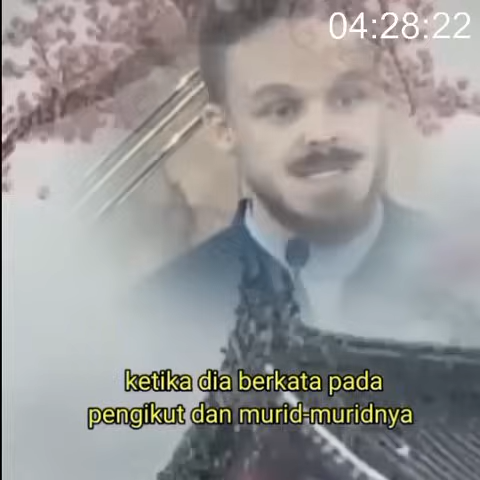 04:28:22
ketika dia berkata pada
pengikut dan murid-muridnya